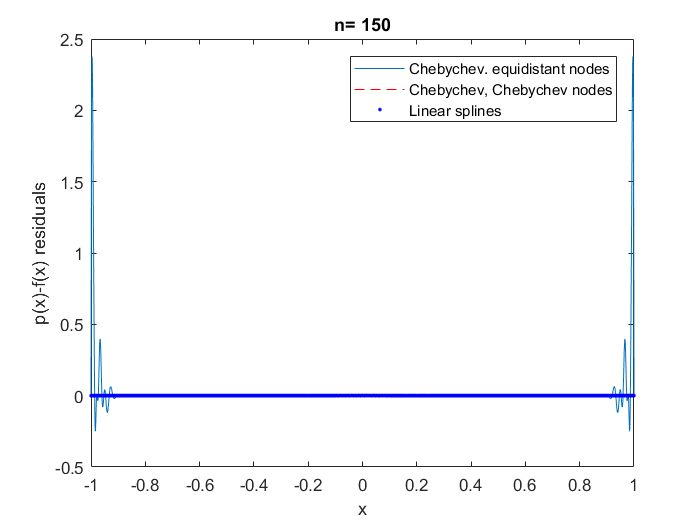 n= 150
2.5
2
1.5
1
0.5
0
-0.5
p(x)-f(x) residuals
Chebychev. equidistant nodes
Chebychev, Chebychev nodes
Linear splines
-1 -0.8 -0.6 -0.4 -0.2 0 0.2 0.4 0.6 0.8 1
x